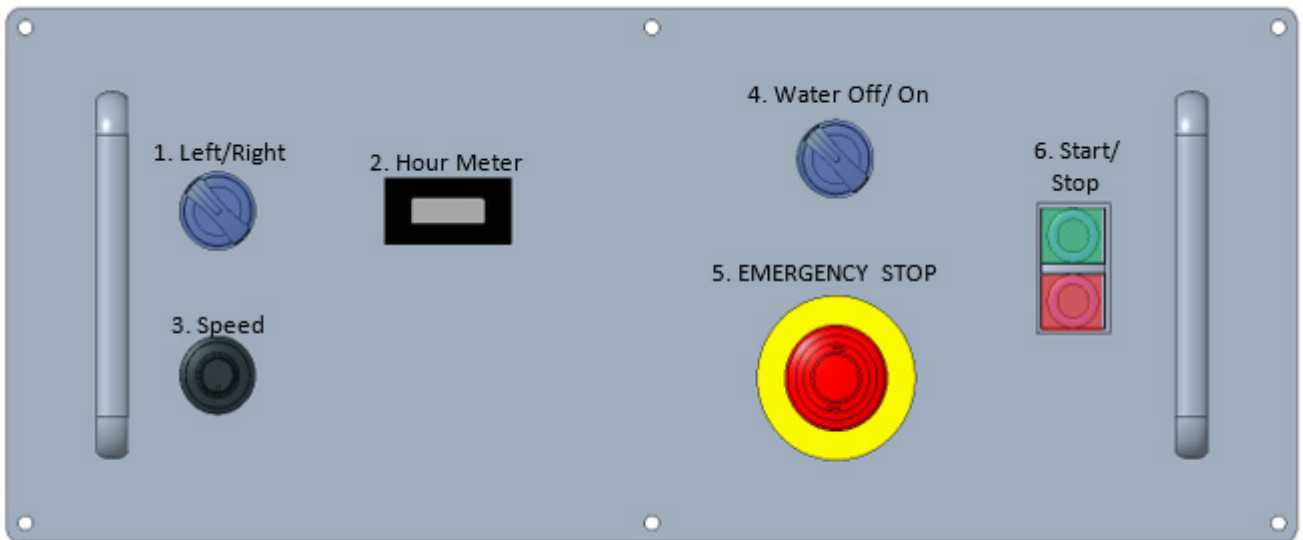 1. Left/Right
2. Hour Meter
3. Speed
4. Water Off/ On
5. EMERGENCY  STOP
6. Start/
Stop